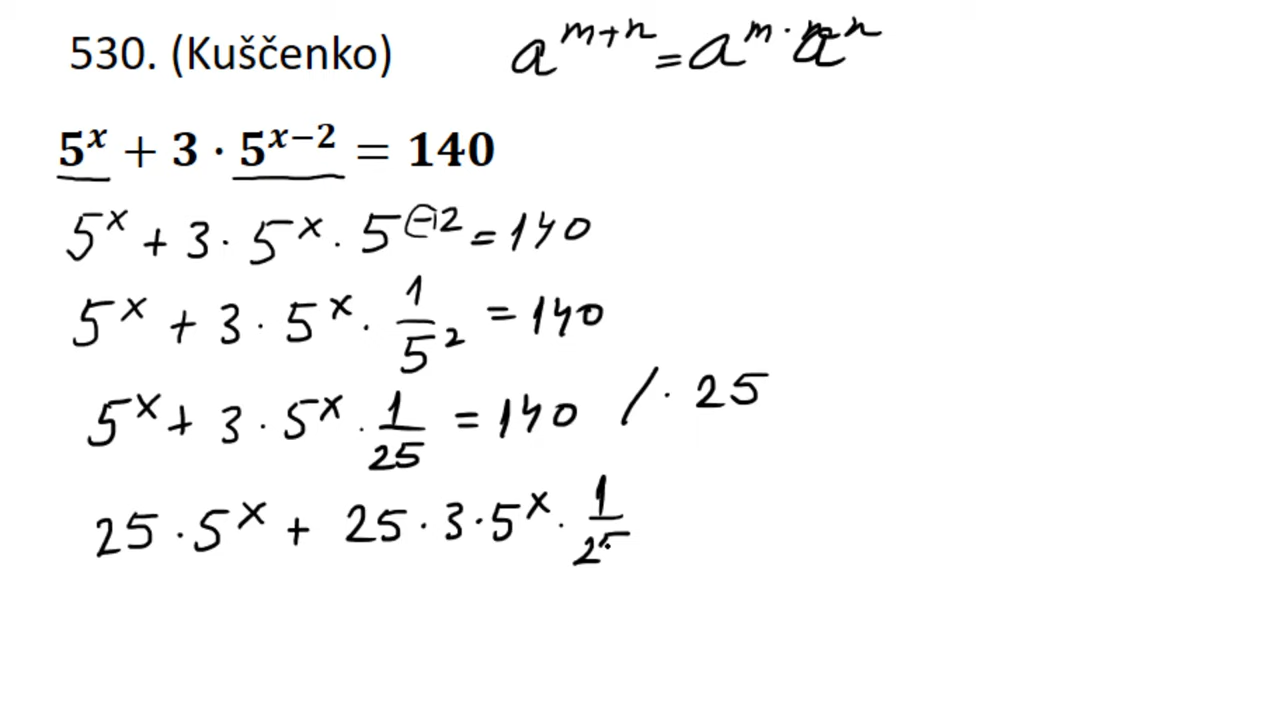 530. (Kuščenko) a^{m+n} = a^m · a^n
5^x + 3 · 5^{x−2} = 140
5^x + 3 · 5^x · 5^{−2} = 140
5^x + 3 · 5^x · 1/5^2 = 140
5^x + 3 · 5^x · 1/25 = 140 / · 25
25 · 5^x + 25 · 3 · 5^x · 1/25